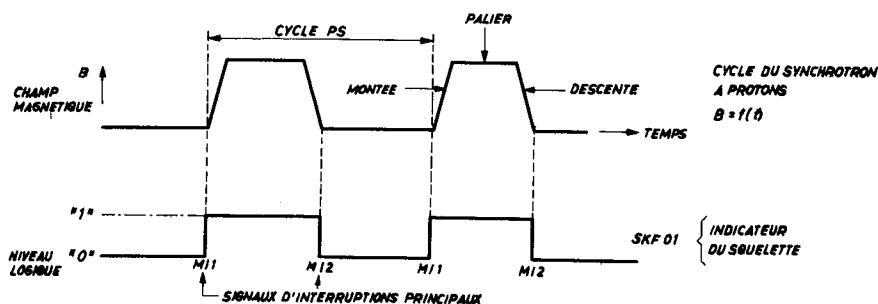 CYCLE PS
PALIER
B
CHAMP
MAGNETIQUE
MONTEE
DESCENTE
TEMPS
CYCLE DU SYNCHROTRON
A PROTONS
B = f(t)
"1"
NIVEAU "0"
LOGIQUE
MI1
MI2
MI1
MI2
SKF 01
INDICATEUR
DU SQUELETTE
SIGNAUX D'INTERRUPTIONS PRINCIPAUX